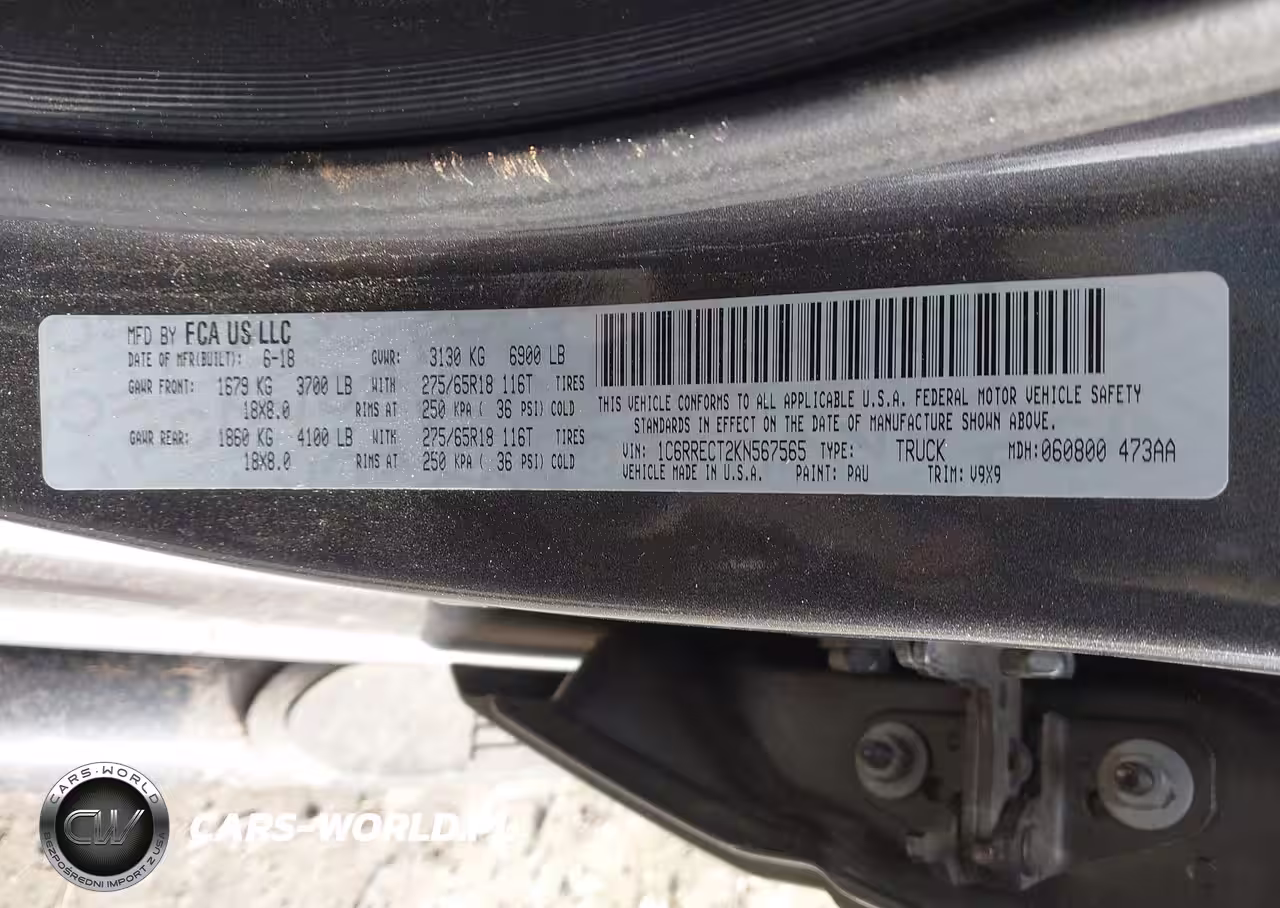 MFD BY FCA US LLC
DATE OF MFR(BUILT): 6-18 GVWR: 3130 KG 6900 LB
GAWR FRONT: 1679 KG 3700 LB WITH 275/65R18 116T TIRES
18X8.0 RIMS AT 250 KPA ( 36 PSI) COLD
GAWR REAR: 1860 KG 4100 LB WITH 275/65R18 116T TIRES
18X8.0 RIMS AT 250 KPA ( 36 PSI) COLD
THIS VEHICLE CONFORMS TO ALL APPLICABLE U.S.A. FEDERAL MOTOR VEHICLE SAFETY
STANDARDS IN EFFECT ON THE DATE OF MANUFACTURE SHOWN ABOVE.
VIN: 1C6RRECT2KN567565 TYPE: TRUCK MDH:060800 473AA
VEHICLE MADE IN U.S.A. PAINT: PAU TRIM: V9X9
CARS-WORLD
CW
BEZPOŚREDNI IMPORT Z USA
CARS-WORLD.PL